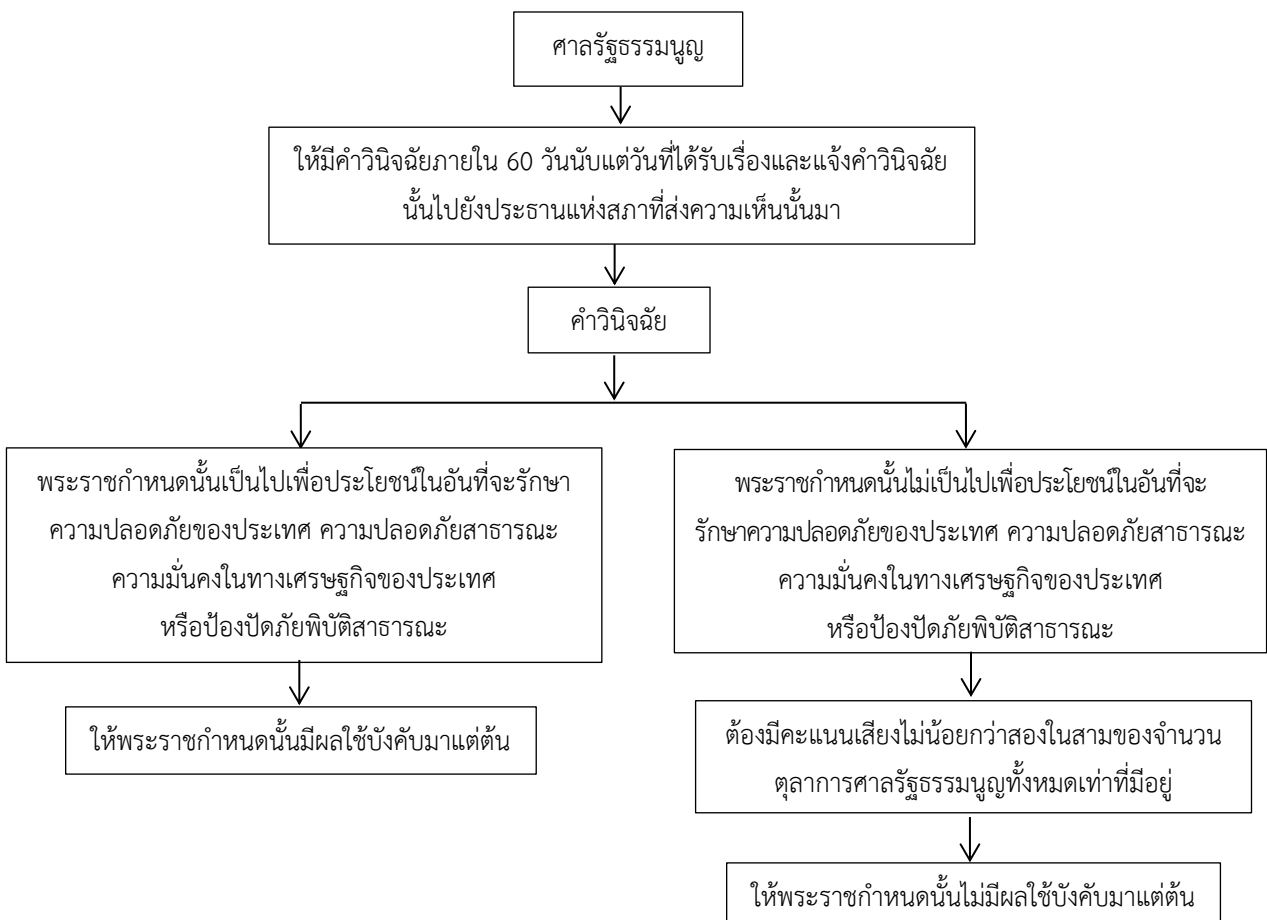 ศาลรัฐธรรมนูญ
ให้มีคำวินิจฉัยภายใน 60 วันนับแต่วันที่ได้รับเรื่องและแจ้งคำวินิจฉัย
นั้นไปยังประธานแห่งสภาที่ส่งความเห็นนั้นมา
คำวินิจฉัย
พระราชกำหนดนั้นเป็นไปเพื่อประโยชน์ในอันที่จะรักษา
ความปลอดภัยของประเทศ ความปลอดภัยสาธารณะ
ความมั่นคงในทางเศรษฐกิจของประเทศ
หรือป้องปัดภัยพิบัติสาธารณะ
ให้พระราชกำหนดนั้นมีผลใช้บังคับมาแต่ต้น
พระราชกำหนดนั้นไม่เป็นไปเพื่อประโยชน์ในอันที่จะ
รักษาความปลอดภัยของประเทศ ความปลอดภัยสาธารณะ
ความมั่นคงในทางเศรษฐกิจของประเทศ
หรือป้องปัดภัยพิบัติสาธารณะ
ต้องมีคะแนนเสียงไม่น้อยกว่าสองในสามของจำนวน
ตุลาการศาลรัฐธรรมนูญทั้งหมดเท่าที่มีอยู่
ให้พระราชกำหนดนั้นไม่มีผลใช้บังคับมาแต่ต้น